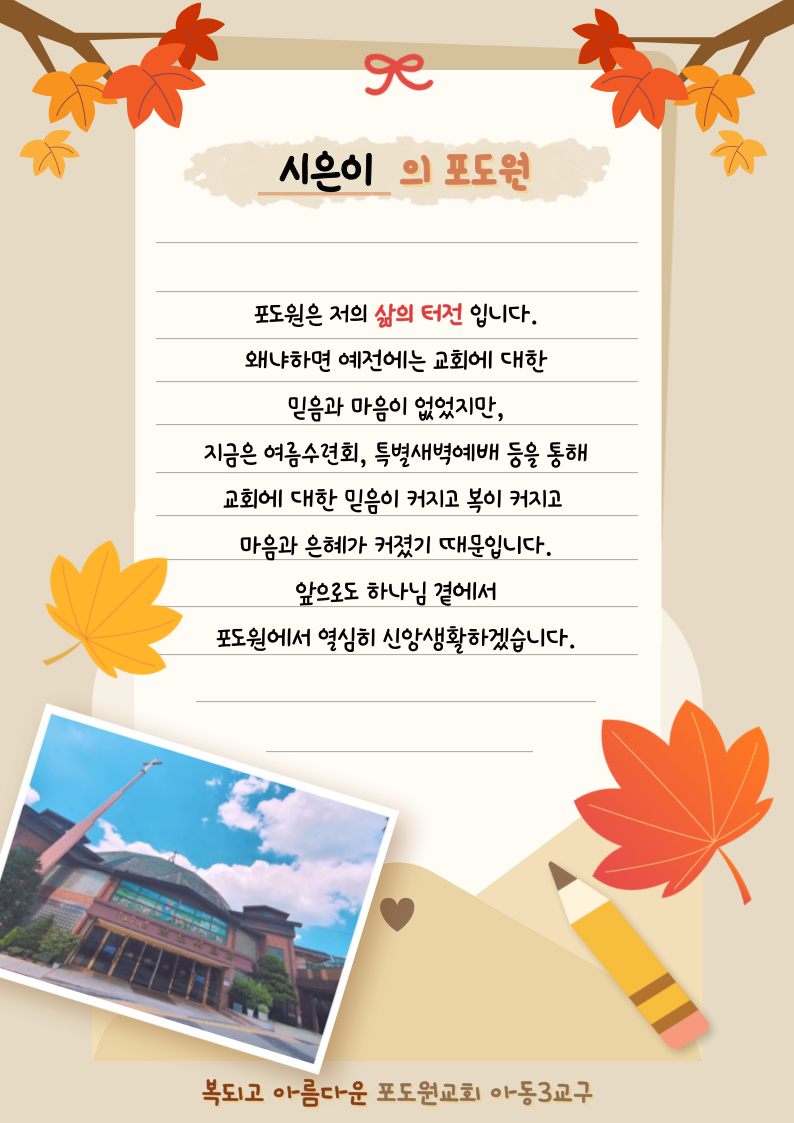 시은이 의 포도원
포도원은 저의 삶의 터전 입니다.
왜냐하면 예전에는 교회에 대한
믿음과 마음이 없었지만,
지금은 여름수련회, 특별새벽예배 등을 통해
교회에 대한 믿음이 커지고 복이 커지고
마음과 은혜가 커졌기 때문입니다.
앞으로도 하나님 곁에서
포도원에서 열심히 신앙생활하겠습니다.
복되고 아름다운 포도원교회 아동3교구